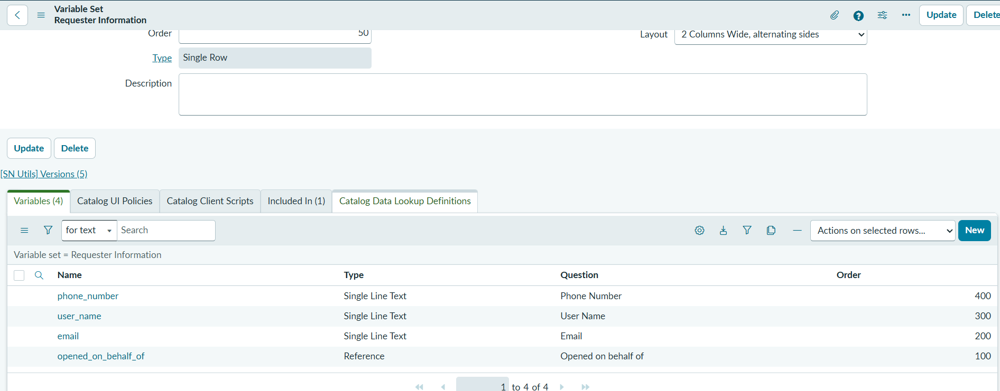 Variable Set
Requester Information
Update
Delete
Order 50
Layout 2 Columns Wide, alternating sides
Type Single Row
Description
Update Delete
[SN Utils] Versions (5)
Variables (4) Catalog UI Policies Catalog Client Scripts Included In (1) Catalog Data Lookup Definitions
for text Search Actions on selected rows... New
Variable set = Requester Information
Name Type Question Order
phone_number Single Line Text Phone Number 400
user_name Single Line Text User Name 300
email Single Line Text Email 200
opened_on_behalf_of Reference Opened on behalf of 100
1 to 4 of 4